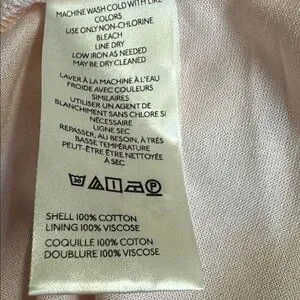 MACHINE WASH COLD WITH LIKE
COLORS
USE ONLY NON-CHLORINE
BLEACH
LINE DRY
LOW IRON AS NEEDED
MAY BE DRY CLEANED
LAVER À LA MACHINE À L'EAU
FROIDE AVEC COULEURS
SIMILAIRES
UTILISER UN AGENT DE
BLANCHIMENT SANS CHLORE SI
NÉCESSAIRE
LIGNE SEC
REPASSER, AU BESOIN, À TRÈS
BASSE TEMPÉRATURE
PEUT-ÊTRE ÊTRE NETTOYÉE
À SEC
30 P
SHELL 100% COTTON
LINING 100% VISCOSE
COQUILLE 100% COTON
DOUBLURE 100% VISCOSE